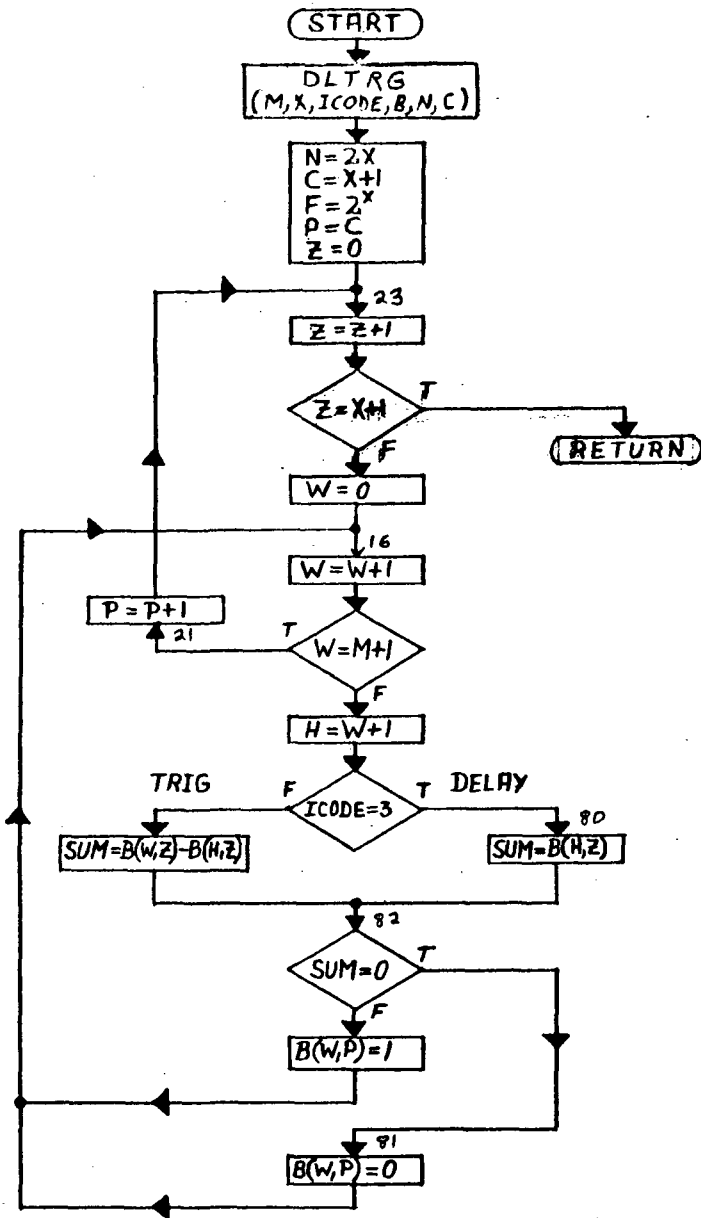 START
DLTRG
(M,X,ICODE,B,N,C)
N=2X
C=X+1
F=2^X
P=C
Z=0
23
Z=Z+1
Z=X+1
T
F
RETURN
W=0
16
W=W+1
P=P+1
21
T
W=M+1
F
H=W+1
TRIG
F
ICODE=3
T
DELAY
80
SUM=B(W,Z)-B(H,Z)
SUM=B(H,Z)
82
SUM=0
T
F
B(W,P)=1
81
B(W,P)=0